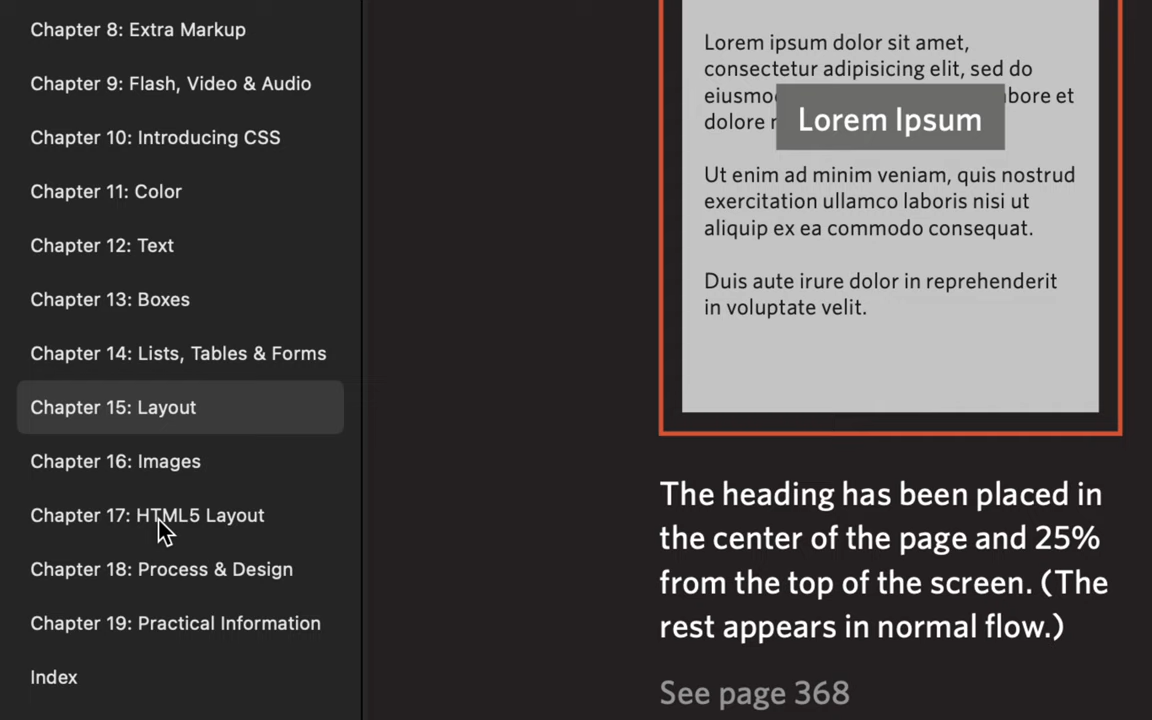 Chapter 8: Extra Markup
Chapter 9: Flash, Video & Audio
Chapter 10: Introducing CSS
Chapter 11: Color
Chapter 12: Text
Chapter 13: Boxes
Chapter 14: Lists, Tables & Forms
Chapter 15: Layout
Chapter 16: Images
Chapter 17: HTML5 Layout
Chapter 18: Process & Design
Chapter 19: Practical Information
Index
Lorem ipsum dolor sit amet,
consectetur adipisicing elit, sed do
eiusmo bore et
dolore
Lorem Ipsum
Ut enim ad minim veniam, quis nostrud
exercitation ullamco laboris nisi ut
aliquip ex ea commodo consequat.
Duis aute irure dolor in reprehenderit
in voluptate velit.
The heading has been placed in
the center of the page and 25%
from the top of the screen. (The
rest appears in normal flow.)
See page 368